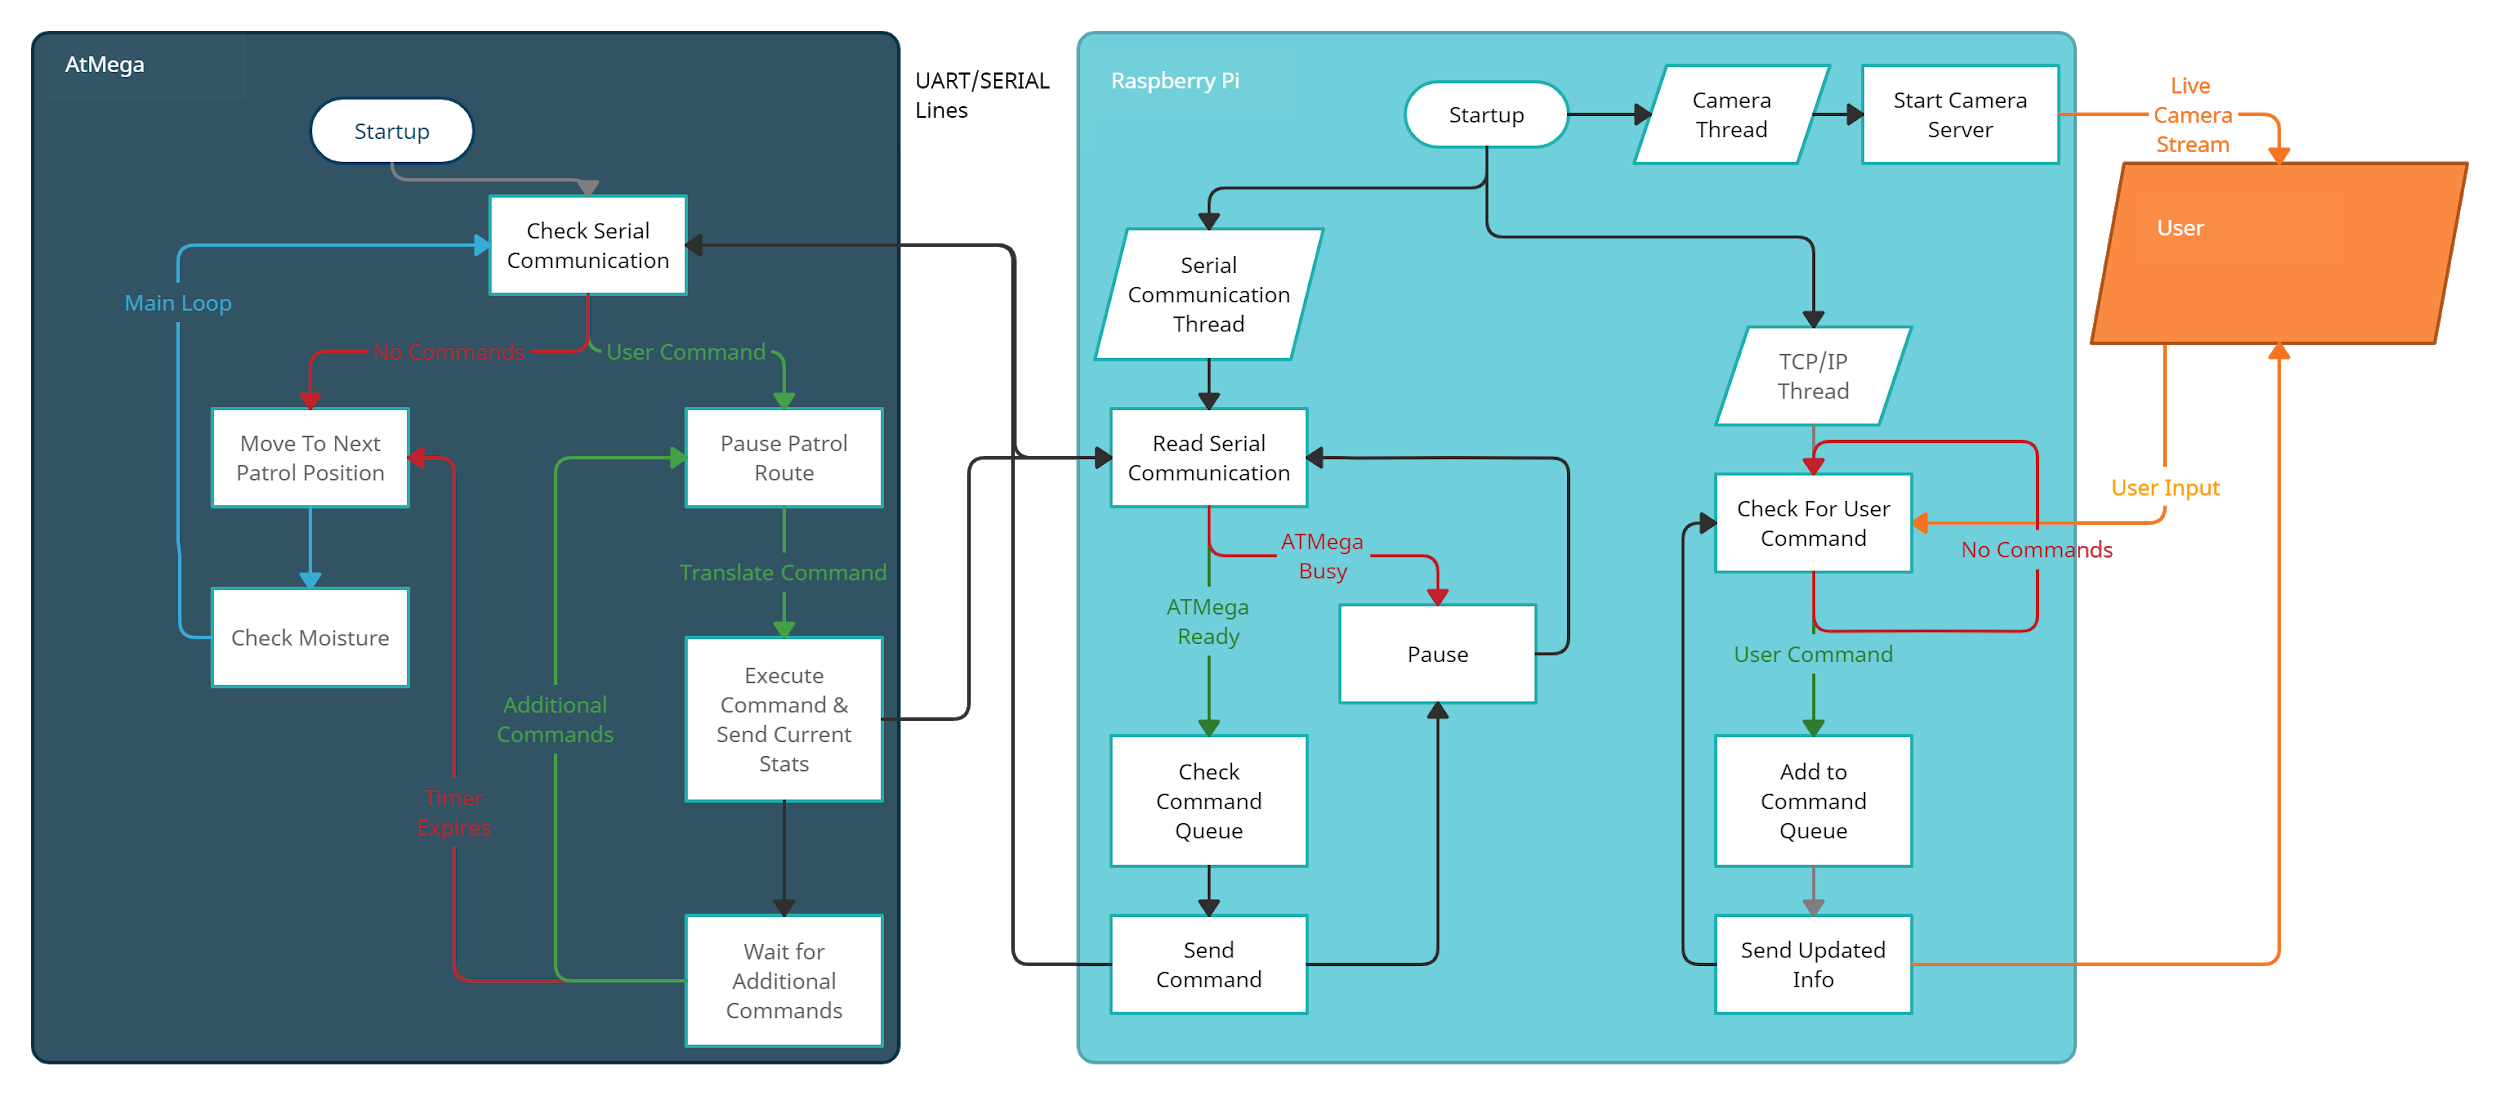 AtMega
Startup
Check Serial
Communication
Main Loop
No Commands
User Command
Move To Next
Patrol Position
Pause Patrol
Route
Translate Command
Check Moisture
Execute
Command &
Send Current
Stats
Additional
Commands
Timer
Expires
Wait for
Additional
Commands
UART/SERIAL
Lines
Raspberry Pi
Startup
Camera
Thread
Start Camera
Server
Serial
Communication
Thread
TCP/IP
Thread
Read Serial
Communication
ATMega
Busy
ATMega
Ready
Pause
Check
Command
Queue
Send
Command
Check For User
Command
No Commands
User Command
Add to
Command
Queue
Send Updated
Info
Live
Camera
Stream
User
User Input